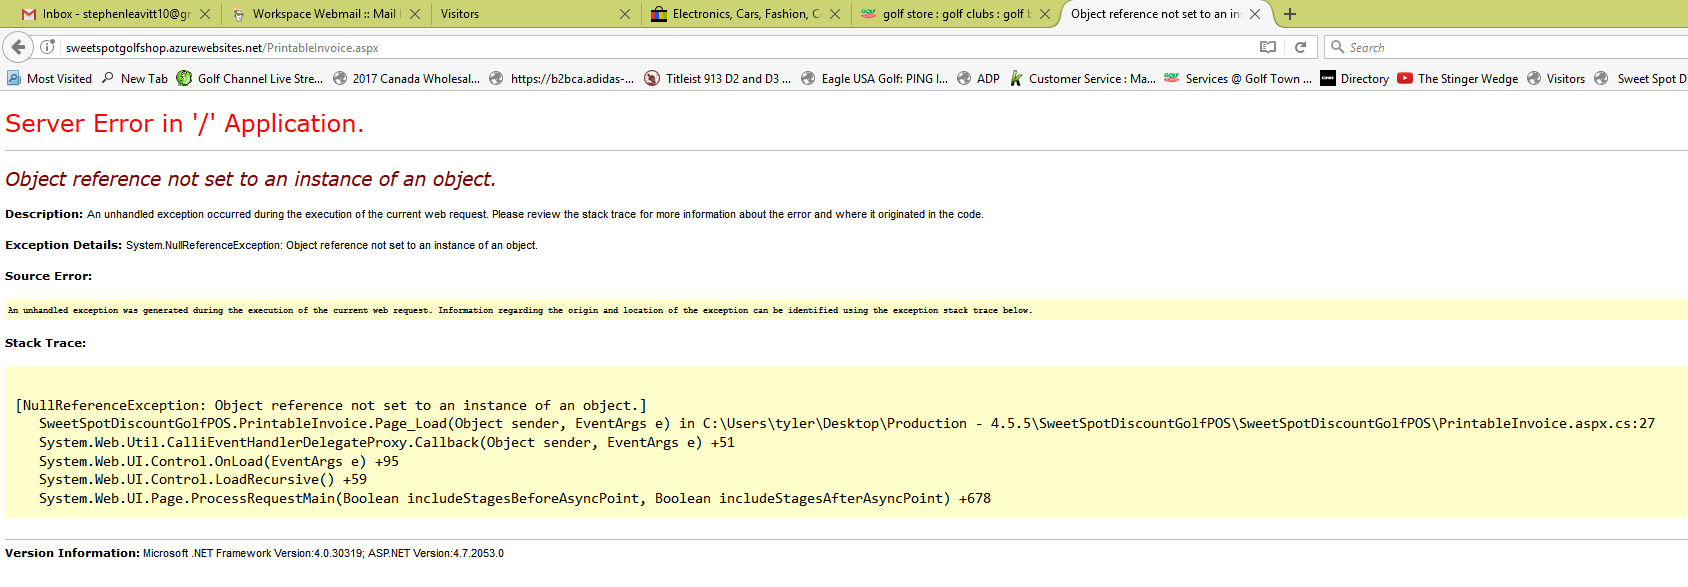 Inbox - stephenleavitt10@gr
Workspace Webmail :: Mail
Visitors
Electronics, Cars, Fashion, C
golf store : golf clubs : golf b
Object reference not set to an in
sweetspotgolfshop.azurewebsites.net/PrintableInvoice.aspx
Search
Most Visited
New Tab
Golf Channel Live Stre...
2017 Canada Wholesal...
https://b2bca.adidas-...
Titleist 913 D2 and D3 ...
Eagle USA Golf: PING I...
ADP
Customer Service : Ma...
Services @ Golf Town ...
Directory
The Stinger Wedge
Visitors
Sweet Spot D
Server Error in '/' Application.
Object reference not set to an instance of an object.
Description: An unhandled exception occurred during the execution of the current web request. Please review the stack trace for more information about the error and where it originated in the code.
Exception Details: System.NullReferenceException: Object reference not set to an instance of an object.
Source Error:
An unhandled exception was generated during the execution of the current web request. Information regarding the origin and location of the exception can be identified using the exception stack trace below.
Stack Trace:
[NullReferenceException: Object reference not set to an instance of an object.]
SweetSpotDiscountGolfPOS.PrintableInvoice.Page_Load(Object sender, EventArgs e) in C:\Users\tyler\Desktop\Production - 4.5.5\SweetSpotDiscountGolfPOS\SweetSpotDiscountGolfPOS\PrintableInvoice.aspx.cs:27
System.Web.Util.CalliEventHandlerDelegateProxy.Callback(Object sender, EventArgs e) +51
System.Web.UI.Control.OnLoad(EventArgs e) +95
System.Web.UI.Control.LoadRecursive() +59
System.Web.UI.Page.ProcessRequestMain(Boolean includeStagesBeforeAsyncPoint, Boolean includeStagesAfterAsyncPoint) +678
Version Information: Microsoft .NET Framework Version:4.0.30319; ASP.NET Version:4.7.2053.0